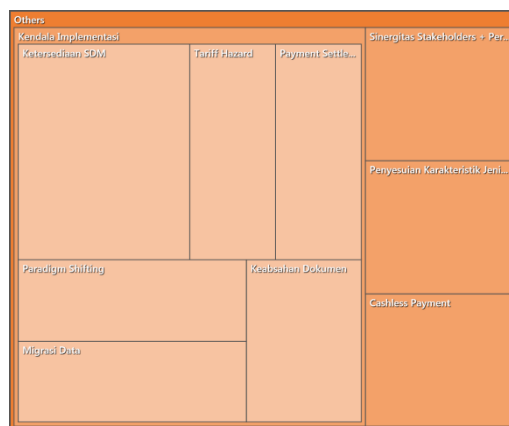 Others
Kendala Implementasi
Ketersediaan SDM
Tariff Hazard
Payment Settle...
Sinergitas Stakeholders + Per...
Penyesuian Karakteristik Jeni...
Paradigm Shifting
Keabsahan Dokumen
Cashless Payment
Migrasi Data